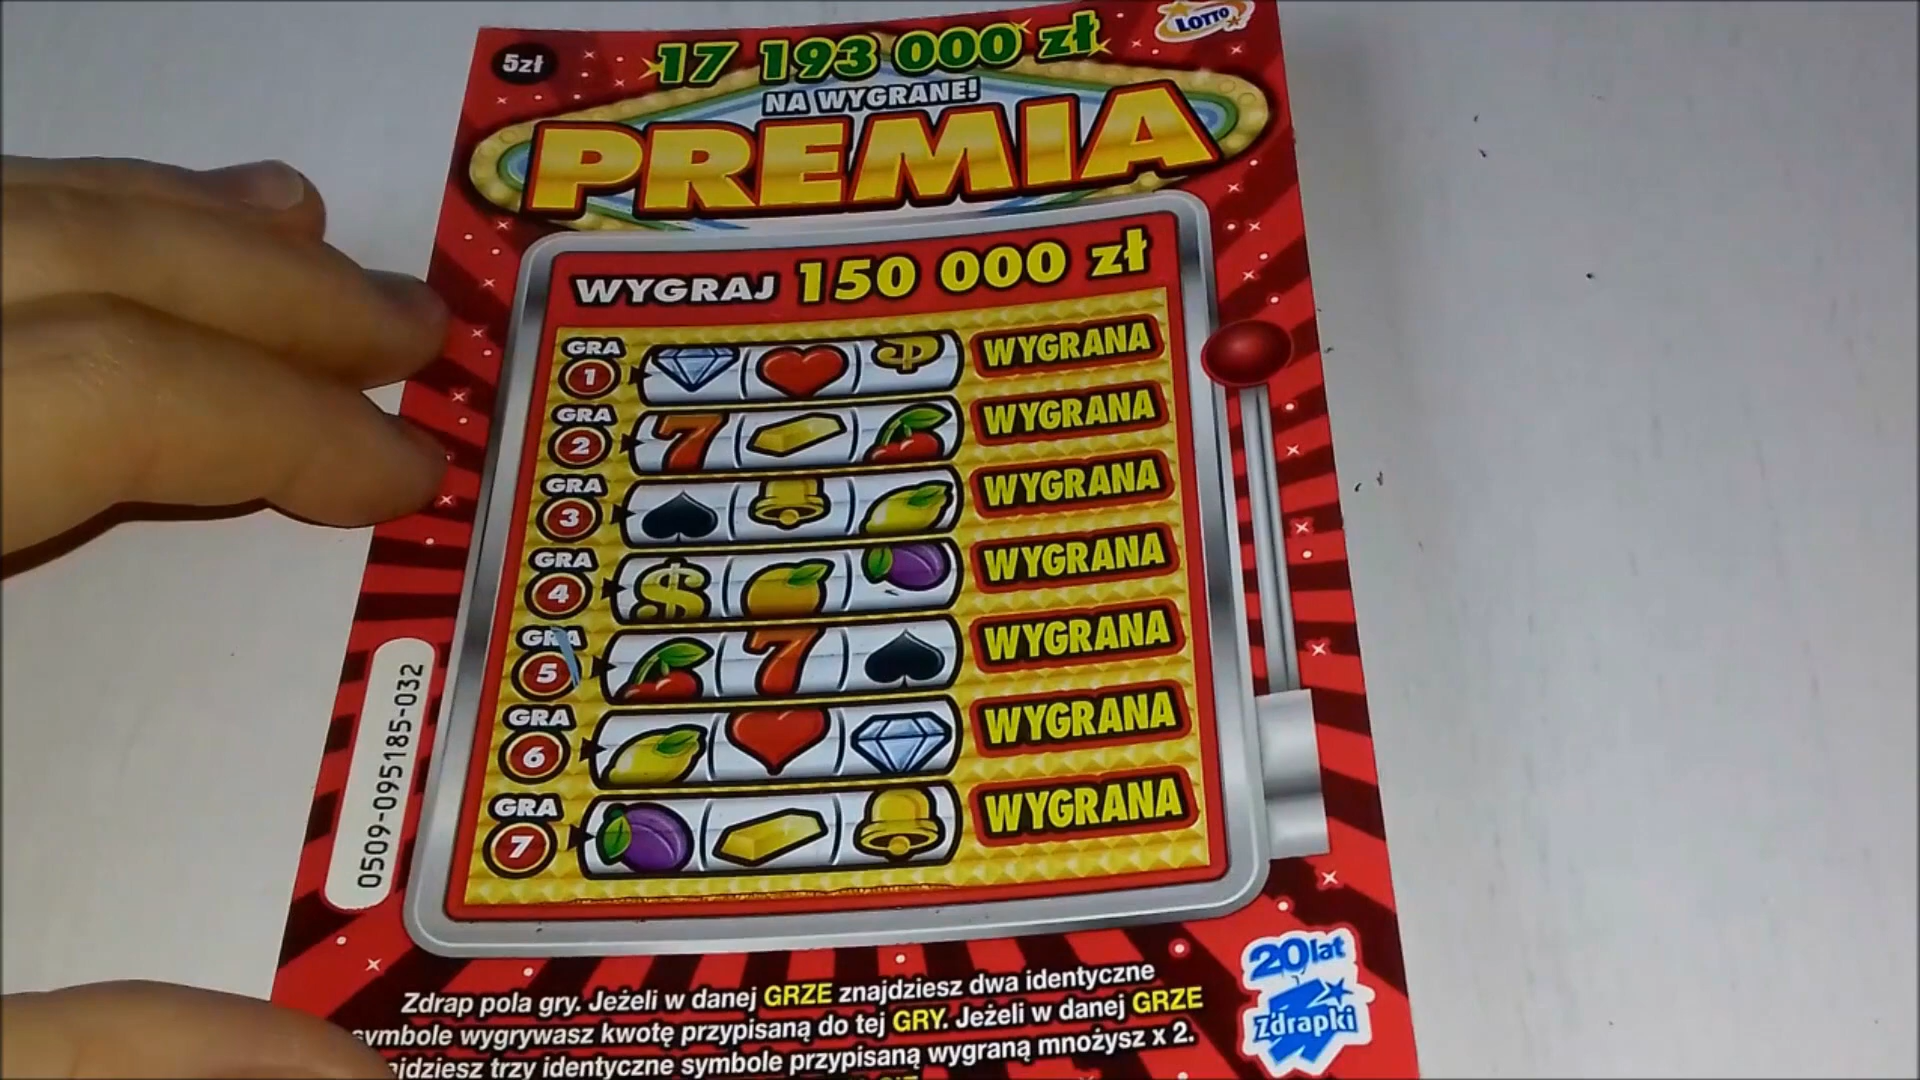 5zł
17 193 000 zł
LOTTO
NA WYGRANE!
PREMIA
WYGRAJ 150 000 zł
GRA 1 WYGRANA
GRA 2 7 WYGRANA
GRA 3 WYGRANA
GRA 4 $ WYGRANA
GRA 5 7 WYGRANA
GRA 6 WYGRANA
GRA 7 WYGRANA
0509-095185-032
20 lat
Zdrapki
Zdrap pola gry. Jeżeli w danej GRZE znajdziesz dwa identyczne
symbole wygrywasz kwotę przypisaną do tej GRY. Jeżeli w danej GRZE
znajdziesz trzy identyczne symbole przypisaną wygraną mnożysz x 2.